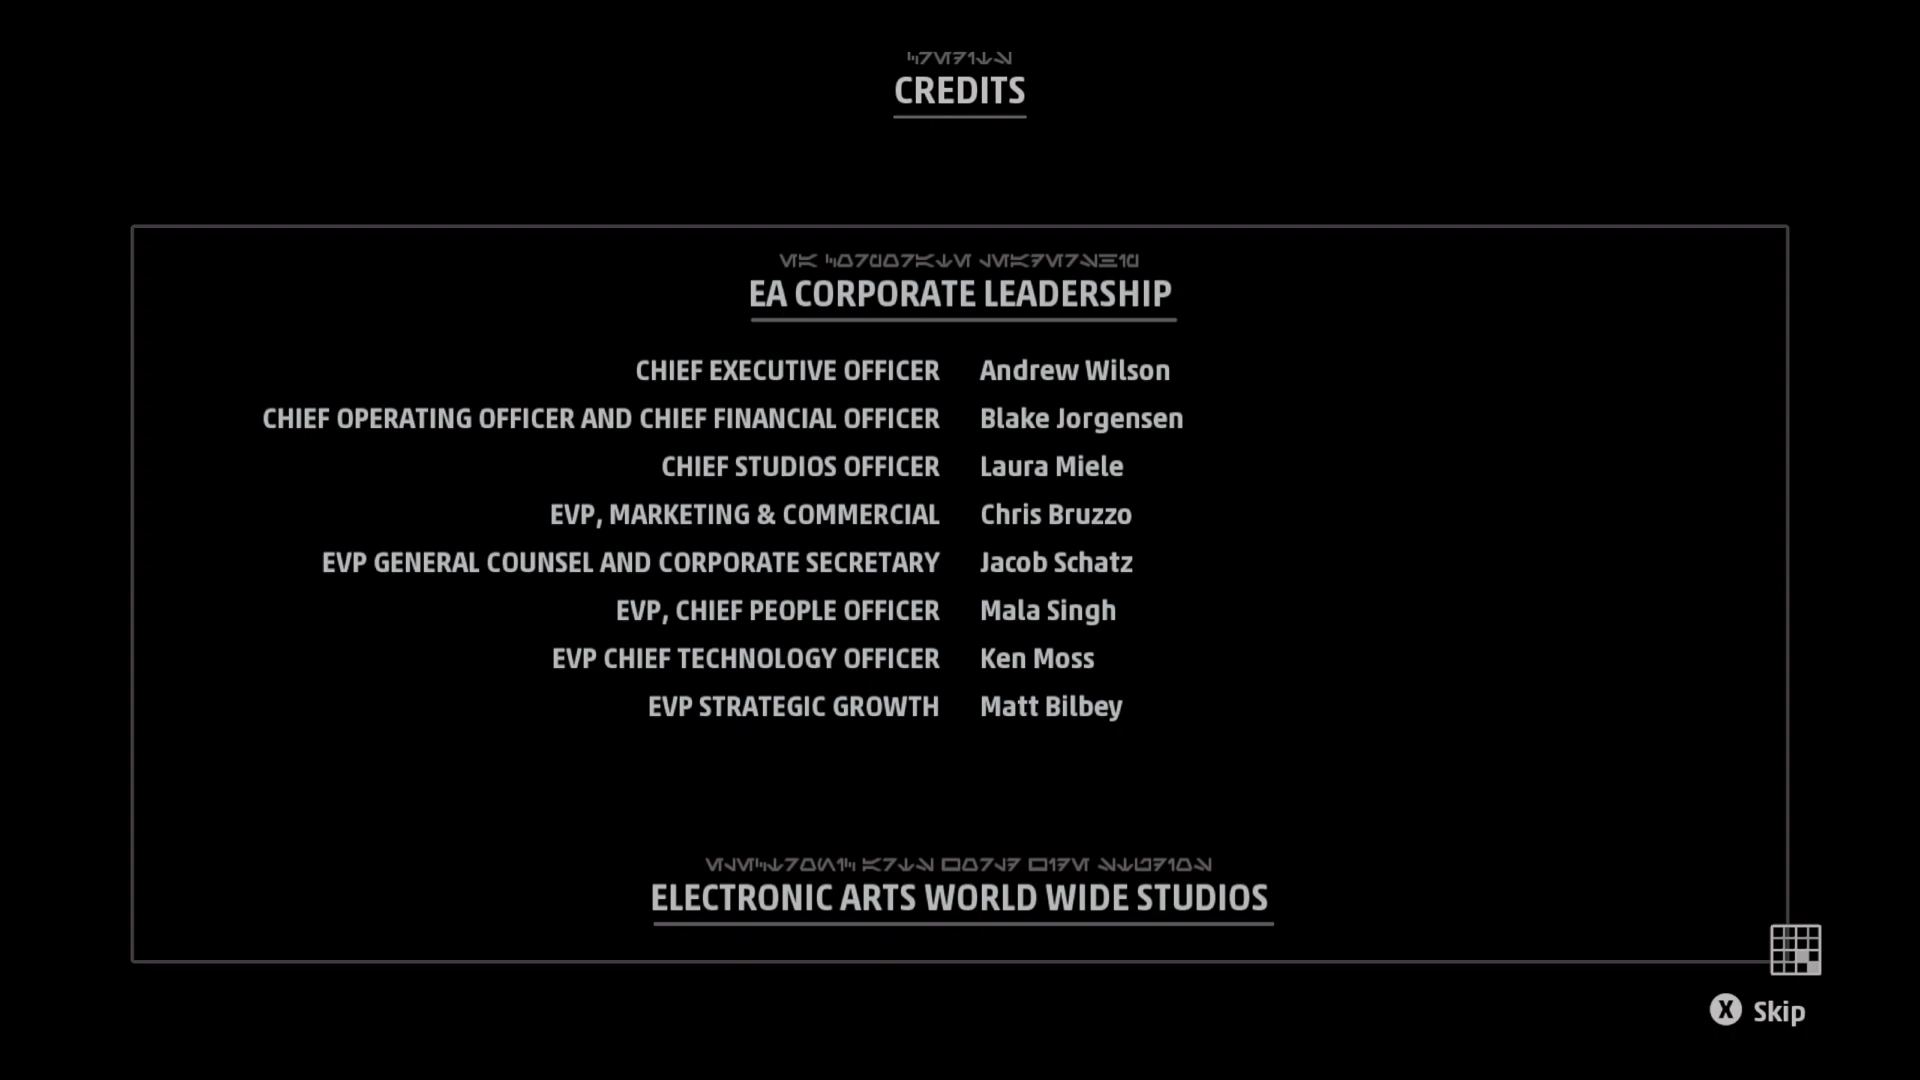 CREDITS
EA CORPORATE LEADERSHIP
CHIEF EXECUTIVE OFFICER Andrew Wilson
CHIEF OPERATING OFFICER AND CHIEF FINANCIAL OFFICER Blake Jorgensen
CHIEF STUDIOS OFFICER Laura Miele
EVP, MARKETING & COMMERCIAL Chris Bruzzo
EVP GENERAL COUNSEL AND CORPORATE SECRETARY Jacob Schatz
EVP, CHIEF PEOPLE OFFICER Mala Singh
EVP CHIEF TECHNOLOGY OFFICER Ken Moss
EVP STRATEGIC GROWTH Matt Bilbey
ELECTRONIC ARTS WORLD WIDE STUDIOS
X Skip